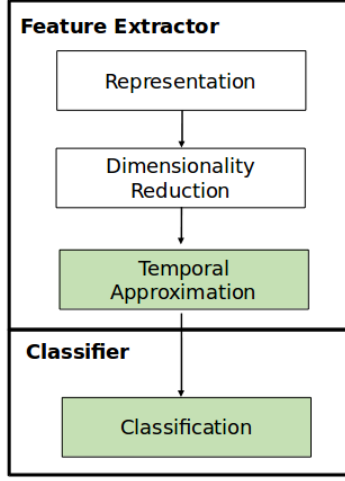 Feature Extractor
Representation
Dimensionality
Reduction
Temporal
Approximation
Classifier
Classification